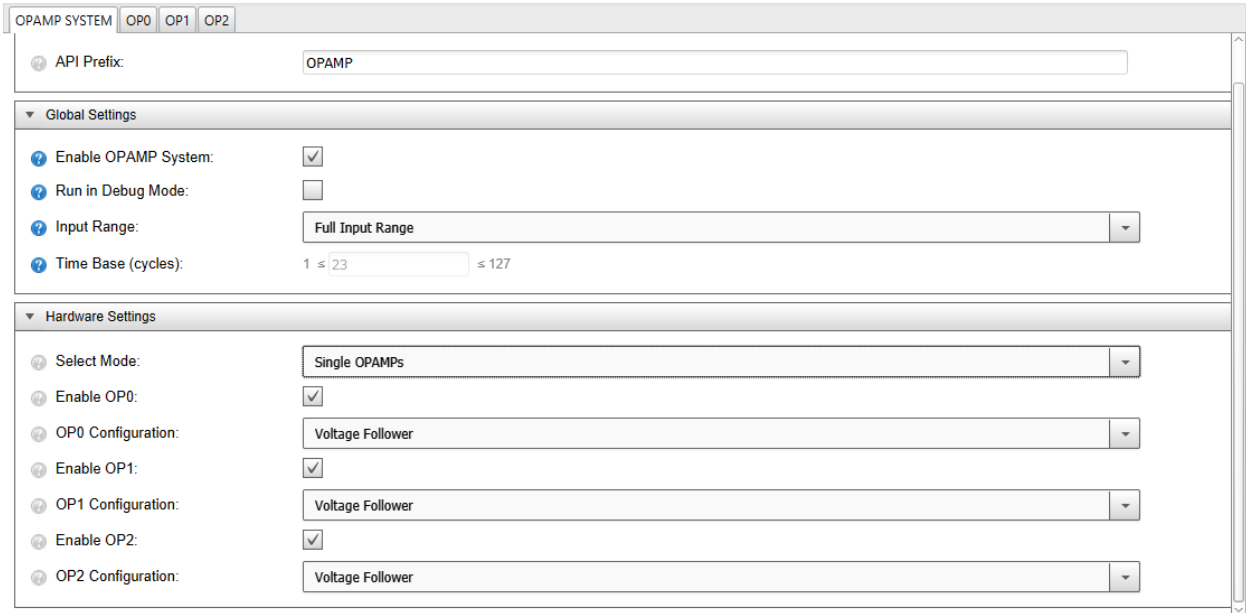 OPAMP SYSTEM OP0 OP1 OP2
API Prefix: OPAMP
Global Settings
Enable OPAMP System:
Run in Debug Mode:
Input Range: Full Input Range
Time Base (cycles): 1 ≤ 23 ≤ 127
Hardware Settings
Select Mode: Single OPAMPs
Enable OP0:
OP0 Configuration: Voltage Follower
Enable OP1:
OP1 Configuration: Voltage Follower
Enable OP2:
OP2 Configuration: Voltage Follower